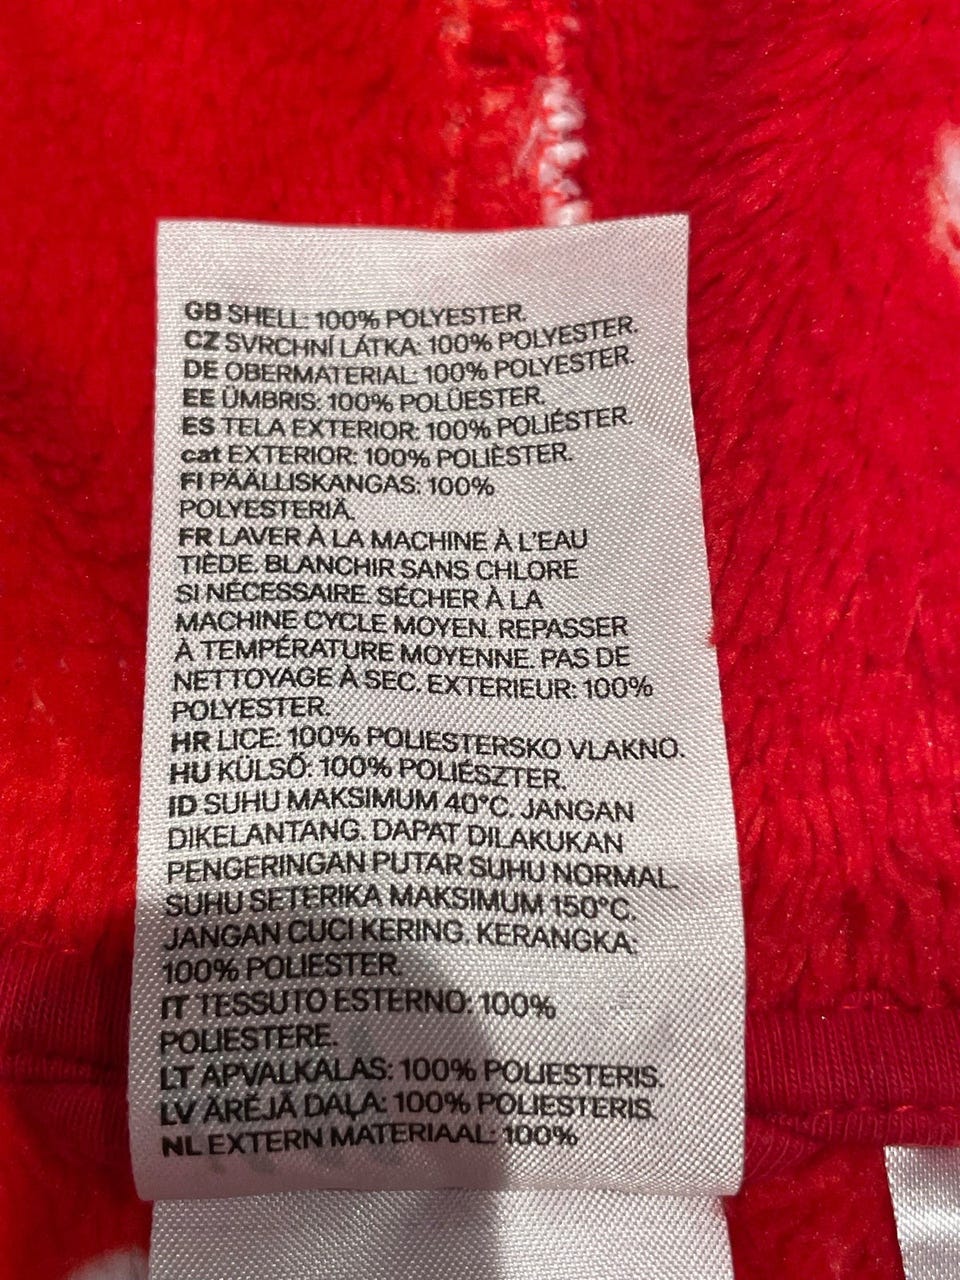 GB SHELL: 100% POLYESTER.
CZ SVRCHNÍ LÁTKA: 100% POLYESTER.
DE OBERMATERIAL: 100% POLYESTER.
EE ÜMBRIS: 100% POLÜESTER.
ES TELA EXTERIOR: 100% POLIÉSTER.
cat EXTERIOR: 100% POLIÈSTER.
FI PÄÄLLISKANGAS: 100%
POLYESTERIÄ.
FR LAVER À LA MACHINE À L'EAU
TIÈDE. BLANCHIR SANS CHLORE
SI NÉCESSAIRE. SÉCHER À LA
MACHINE CYCLE MOYEN. REPASSER
À TEMPÉRATURE MOYENNE. PAS DE
NETTOYAGE À SEC. EXTERIEUR: 100%
POLYESTER.
HR LICE: 100% POLIESTERSKO VLAKNO.
HU KÜLSŐ: 100% POLIÉSZTER.
ID SUHU MAKSIMUM 40°C. JANGAN
DIKELANTANG. DAPAT DILAKUKAN
PENGERINGAN PUTAR SUHU NORMAL.
SUHU SETERIKA MAKSIMUM 150°C.
JANGAN CUCI KERING. KERANGKA:
100% POLIESTER.
IT TESSUTO ESTERNO: 100%
POLIESTERE.
LT APVALKALAS: 100% POLIESTERIS.
LV ĀRĒJĀ DAĻA: 100% POLIESTERIS.
NL EXTERN MATERIAAL: 100%